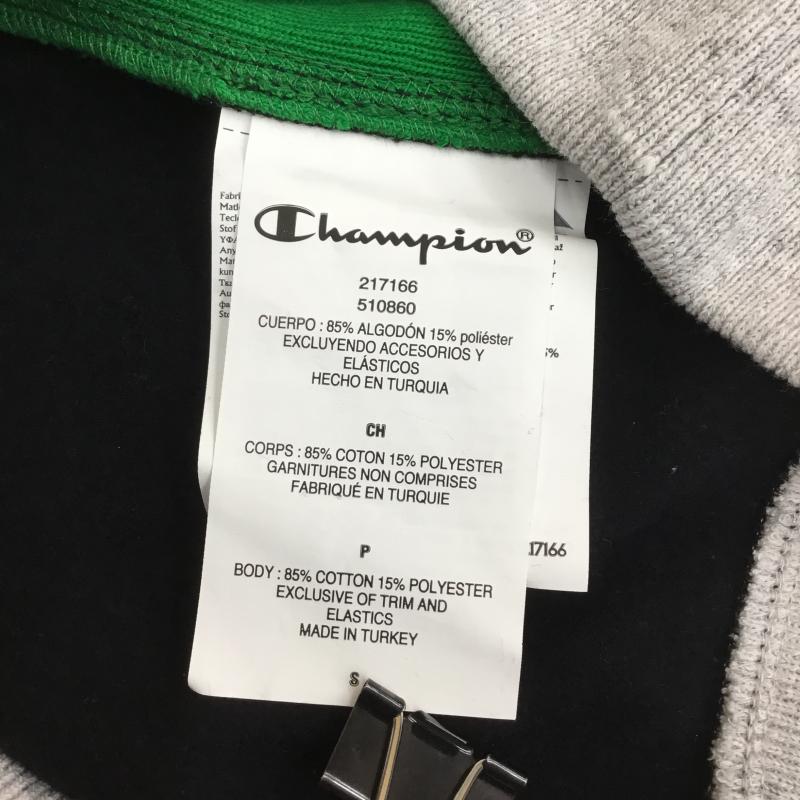 Champion®
217166
510860
CUERPO : 85% ALGODÓN 15% poliéster
EXCLUYENDO ACCESORIOS Y
ELÁSTICOS
HECHO EN TURQUIA
CH
CORPS : 85% COTON 15% POLYESTER
GARNITURES NON COMPRISES
FABRIQUÉ EN TURQUIE
P
BODY : 85% COTTON 15% POLYESTER
EXCLUSIVE OF TRIM AND
ELASTICS
MADE IN TURKEY
S